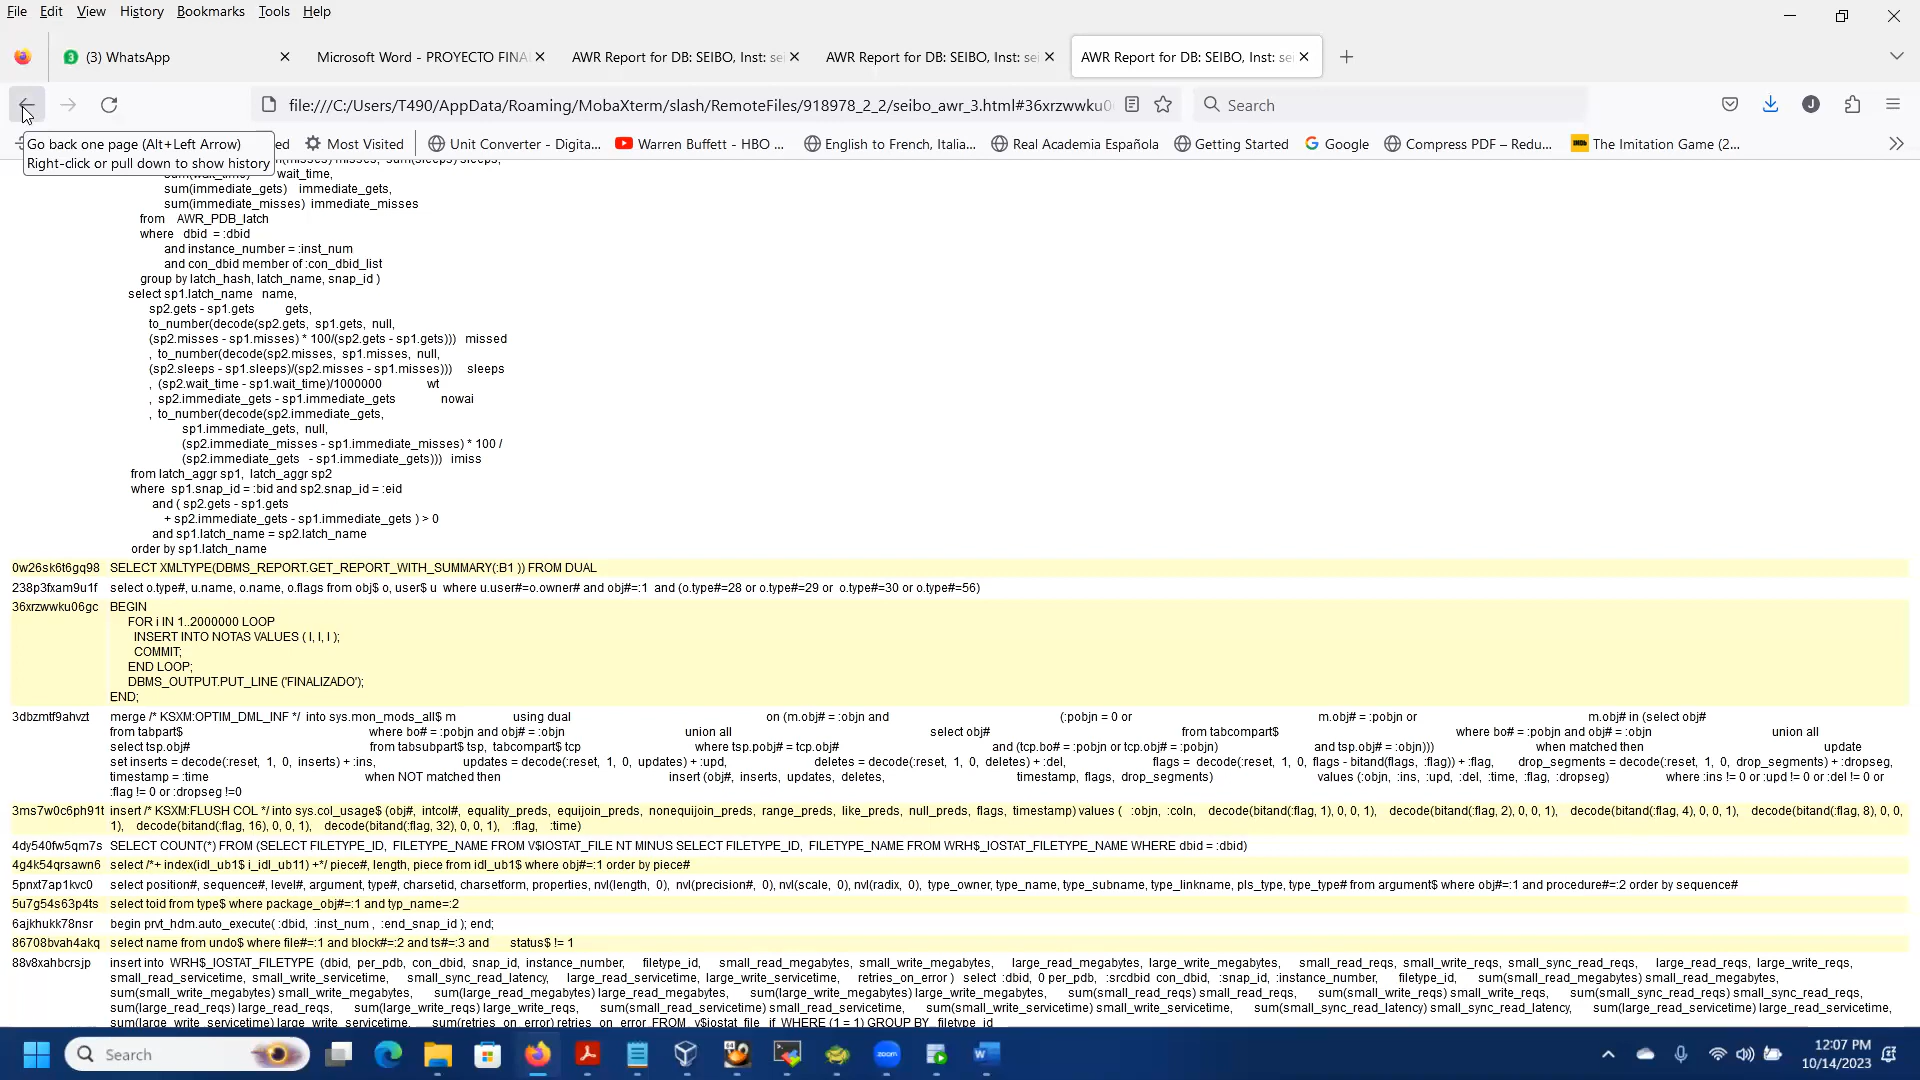 File Edit View History Bookmarks Tools Help
3 (3) WhatsApp
Microsoft Word - PROYECTO FINA
AWR Report for DB: SEIBO, Inst: sei
AWR Report for DB: SEIBO, Inst: sei
AWR Report for DB: SEIBO, Inst: sei
file:///C:/Users/T490/AppData/Roaming/MobaXterm/slash/RemoteFiles/918978_2_2/seibo_awr_3.html#36xrzwwku0
Search
J
Go back one page (Alt+Left Arrow)
Right-click or pull down to show history
ed Most Visited Unit Converter - Digita... Warren Buffett - HBO ... English to French, Italia... Real Academia Española Getting Started Google Compress PDF – Redu... The Imitation Game (2...
wait_time,
sum(immediate_gets) immediate_gets,
sum(immediate_misses) immediate_misses
from AWR_PDB_latch
where dbid = :dbid
and instance_number = :inst_num
and con_dbid member of :con_dbid_list
group by latch_hash, latch_name, snap_id )
select sp1.latch_name name,
sp2.gets - sp1.gets gets,
to_number(decode(sp2.gets, sp1.gets, null,
(sp2.misses - sp1.misses) * 100/(sp2.gets - sp1.gets))) missed
, to_number(decode(sp2.misses, sp1.misses, null,
(sp2.sleeps - sp1.sleeps)/(sp2.misses - sp1.misses))) sleeps
, (sp2.wait_time - sp1.wait_time)/1000000 wt
, sp2.immediate_gets - sp1.immediate_gets nowai
, to_number(decode(sp2.immediate_gets,
sp1.immediate_gets, null,
(sp2.immediate_misses - sp1.immediate_misses) * 100 /
(sp2.immediate_gets - sp1.immediate_gets))) imiss
from latch_aggr sp1, latch_aggr sp2
where sp1.snap_id = :bid and sp2.snap_id = :eid
and ( sp2.gets - sp1.gets
+ sp2.immediate_gets - sp1.immediate_gets ) > 0
and sp1.latch_name = sp2.latch_name
order by sp1.latch_name
0w26sk6t6gq98 SELECT XMLTYPE(DBMS_REPORT.GET_REPORT_WITH_SUMMARY(:B1 )) FROM DUAL
238p3fxam9u1f select o.type#, u.name, o.name, o.flags from obj$ o, user$ u where u.user#=o.owner# and obj#=:1 and (o.type#=28 or o.type#=29 or o.type#=30 or o.type#=56)
36xrzwwku06gc BEGIN
FOR i IN 1..2000000 LOOP
INSERT INTO NOTAS VALUES ( I, I, I );
COMMIT;
END LOOP;
DBMS_OUTPUT.PUT_LINE ('FINALIZADO');
END;
3dbzmtf9ahvzt merge /* KSXM:OPTIM_DML_INF */ into sys.mon_mods_all$ m using dual on (m.obj# = :objn and (:pobjn = 0 or m.obj# = :pobjn or m.obj# in (select obj#
from tabpart$ where bo# = :pobjn and obj# = :objn union all select obj# from tabcompart$ where bo# = :pobjn and obj# = :objn union all
select tsp.obj# from tabsubpart$ tsp, tabcompart$ tcp where tsp.pobj# = tcp.obj# and (tcp.bo# = :pobjn or tcp.obj# = :pobjn) and tsp.obj# = :objn))) when matched then update
set inserts = decode(:reset, 1, 0, inserts) + :ins, updates = decode(:reset, 1, 0, updates) + :upd, deletes = decode(:reset, 1, 0, deletes) + :del, flags = decode(:reset, 1, 0, flags - bitand(flags, :flag)) + :flag, drop_segments = decode(:reset, 1, 0, drop_segments) + :dropseg,
timestamp = :time when NOT matched then insert (obj#, inserts, updates, deletes, timestamp, flags, drop_segments) values (:objn, :ins, :upd, :del, :time, :flag, :dropseg) where :ins != 0 or :upd != 0 or :del != 0 or
:flag != 0 or :dropseg !=0
3ms7w0c6ph91t insert /* KSXM:FLUSH COL */ into sys.col_usage$ (obj#, intcol#, equality_preds, equijoin_preds, nonequijoin_preds, range_preds, like_preds, null_preds, flags, timestamp) values ( :objn, :coln, decode(bitand(:flag, 1), 0, 0, 1), decode(bitand(:flag, 2), 0, 0, 1), decode(bitand(:flag, 4), 0, 0, 1), decode(bitand(:flag, 8), 0, 0,
1), decode(bitand(:flag, 16), 0, 0, 1), decode(bitand(:flag, 32), 0, 0, 1), :flag, :time)
4dy540fw5qm7s SELECT COUNT(*) FROM (SELECT FILETYPE_ID, FILETYPE_NAME FROM V$IOSTAT_FILE NT MINUS SELECT FILETYPE_ID, FILETYPE_NAME FROM WRH$_IOSTAT_FILETYPE_NAME WHERE dbid = :dbid)
4g4k54qrsawn6 select /*+ index(idl_ub1$ i_idl_ub11) +*/ piece#, length, piece from idl_ub1$ where obj#=:1 order by piece#
5pnxt7ap1kvc0 select position#, sequence#, level#, argument, type#, charsetid, charsetform, properties, nvl(length, 0), nvl(precision#, 0), nvl(scale, 0), nvl(radix, 0), type_owner, type_name, type_subname, type_linkname, pls_type, type_type# from argument$ where obj#=:1 and procedure#=:2 order by sequence#
5u7g54s63p4ts select toid from type$ where package_obj#=:1 and typ_name=:2
6ajkhukk78nsr begin prvt_hdm.auto_execute( :dbid, :inst_num , :end_snap_id ); end;
86708bvah4akq select name from undo$ where file#=:1 and block#=:2 and ts#=:3 and status$ != 1
88v8xahbcrsjp insert into WRH$_IOSTAT_FILETYPE (dbid, per_pdb, con_dbid, snap_id, instance_number, filetype_id, small_read_megabytes, small_write_megabytes, large_read_megabytes, large_write_megabytes, small_read_reqs, small_write_reqs, small_sync_read_reqs, large_read_reqs, large_write_reqs,
small_read_servicetime, small_write_servicetime, small_sync_read_latency, large_read_servicetime, large_write_servicetime, retries_on_error ) select :dbid, 0 per_pdb, :srcdbid con_dbid, :snap_id, :instance_number, filetype_id, sum(small_read_megabytes) small_read_megabytes,
sum(small_write_megabytes) small_write_megabytes, sum(large_read_megabytes) large_read_megabytes, sum(large_write_megabytes) large_write_megabytes, sum(small_read_reqs) small_read_reqs, sum(small_write_reqs) small_write_reqs, sum(small_sync_read_reqs) small_sync_read_reqs,
sum(large_read_reqs) large_read_reqs, sum(large_write_reqs) large_write_reqs, sum(small_read_servicetime) small_read_servicetime, sum(small_write_servicetime) small_write_servicetime, sum(small_sync_read_latency) small_sync_read_latency, sum(large_read_servicetime) large_read_servicetime,
sum(large_write_servicetime) large_write_servicetime, sum(retries_on_error) retries_on_error FROM v$iostat_file if WHERE (1 = 1) GROUP BY filetype_id
Search
zoom
12:07 PM
10/14/2023